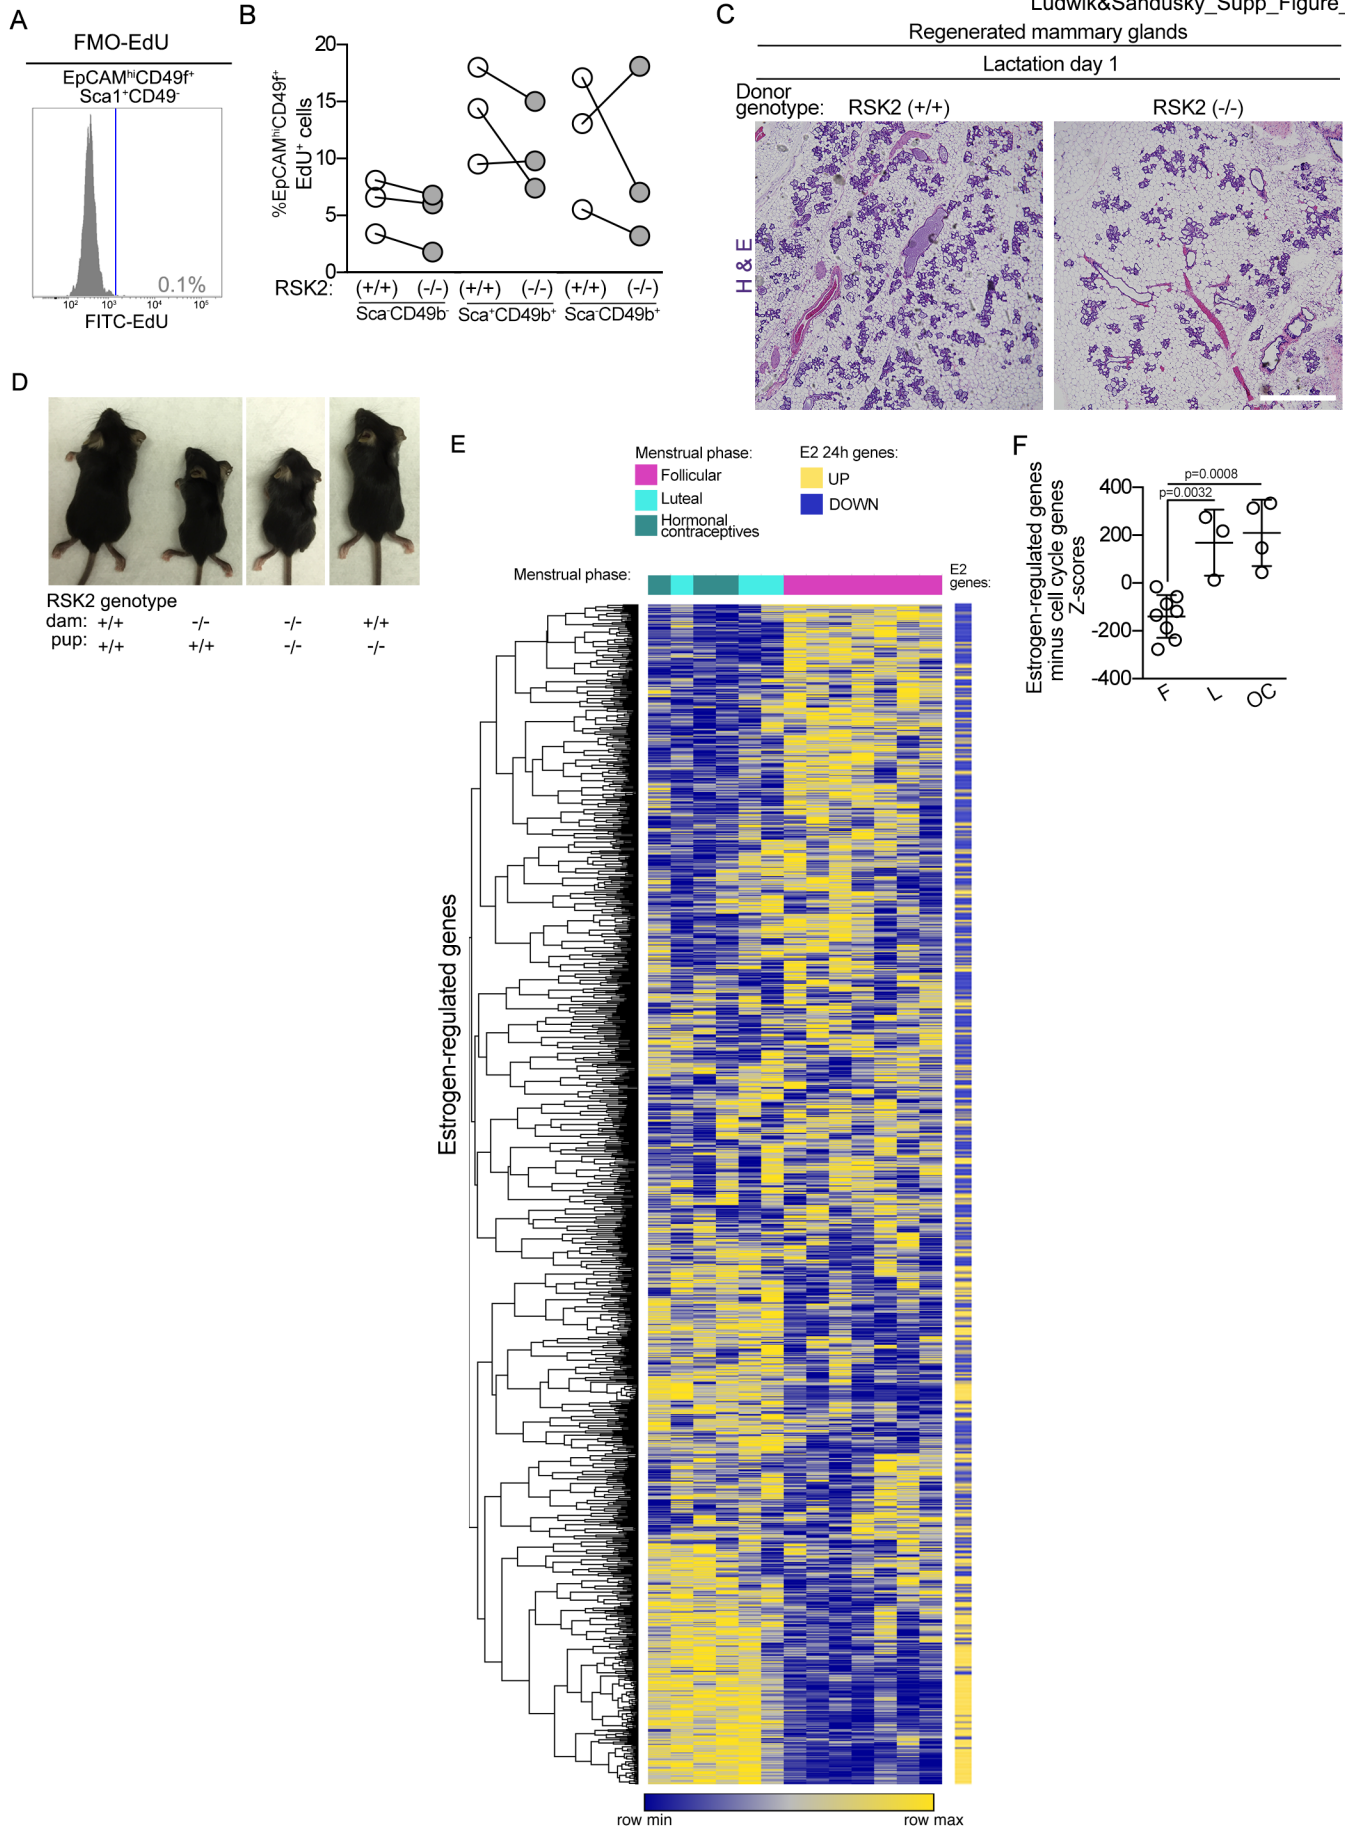 Ludwik&Sandusky_Supp_Figure_
A
FMO-EdU
EpCAMʰⁱCD49f⁺
Sca1⁺CD49⁻
0.1%
10² 10³ 10⁴ 10⁵
FITC-EdU
B
%EpCAMʰⁱCD49f⁺
EdU⁺ cells
20
15
10
5
0
RSK2: (+/+) (-/-) (+/+) (-/-) (+/+) (-/-)
Sca⁻CD49b⁻ Sca⁺CD49b⁺ Sca⁻CD49b⁺
C
Regenerated mammary glands
Lactation day 1
Donor
genotype: RSK2 (+/+) RSK2 (-/-)
H & E
D
RSK2 genotype
dam: +/+ -/- -/- +/+
pup: +/+ +/+ -/- -/-
E
Menstrual phase:
Follicular
Luteal
Hormonal
contraceptives
E2 24h genes:
UP
DOWN
Menstrual phase:
E2
genes:
Estrogen-regulated genes
row min row max
F
Estrogen-regulated genes
minus cell cycle genes
Z-scores
p=0.0008
p=0.0032
400
200
0
-200
-400
F L OC